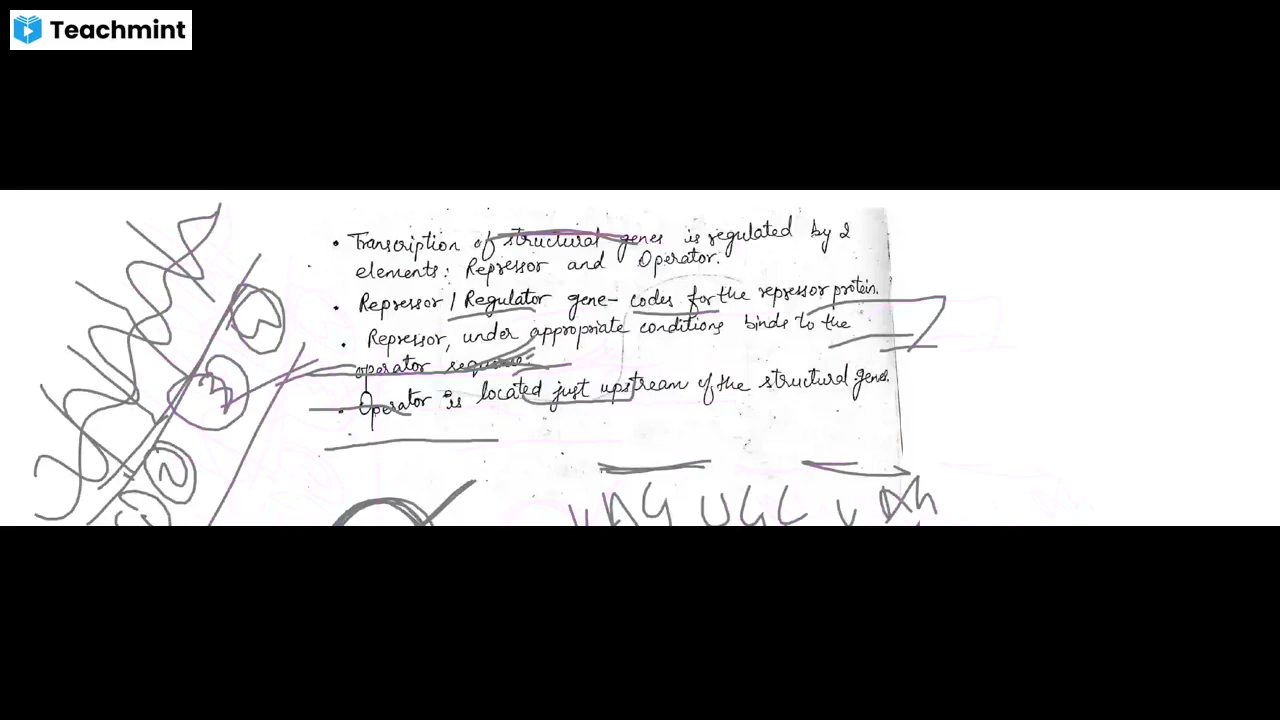 Teachmint
• Transcription of structural genes is regulated by 2
elements: Repressor and Operator.
• Repressor / Regulator gene- codes for the repressor protein.
• Repressor, under appropriate conditions binds to the
operator sequence.
• Operator is located just upstream of the structural genes.
UAG UGC